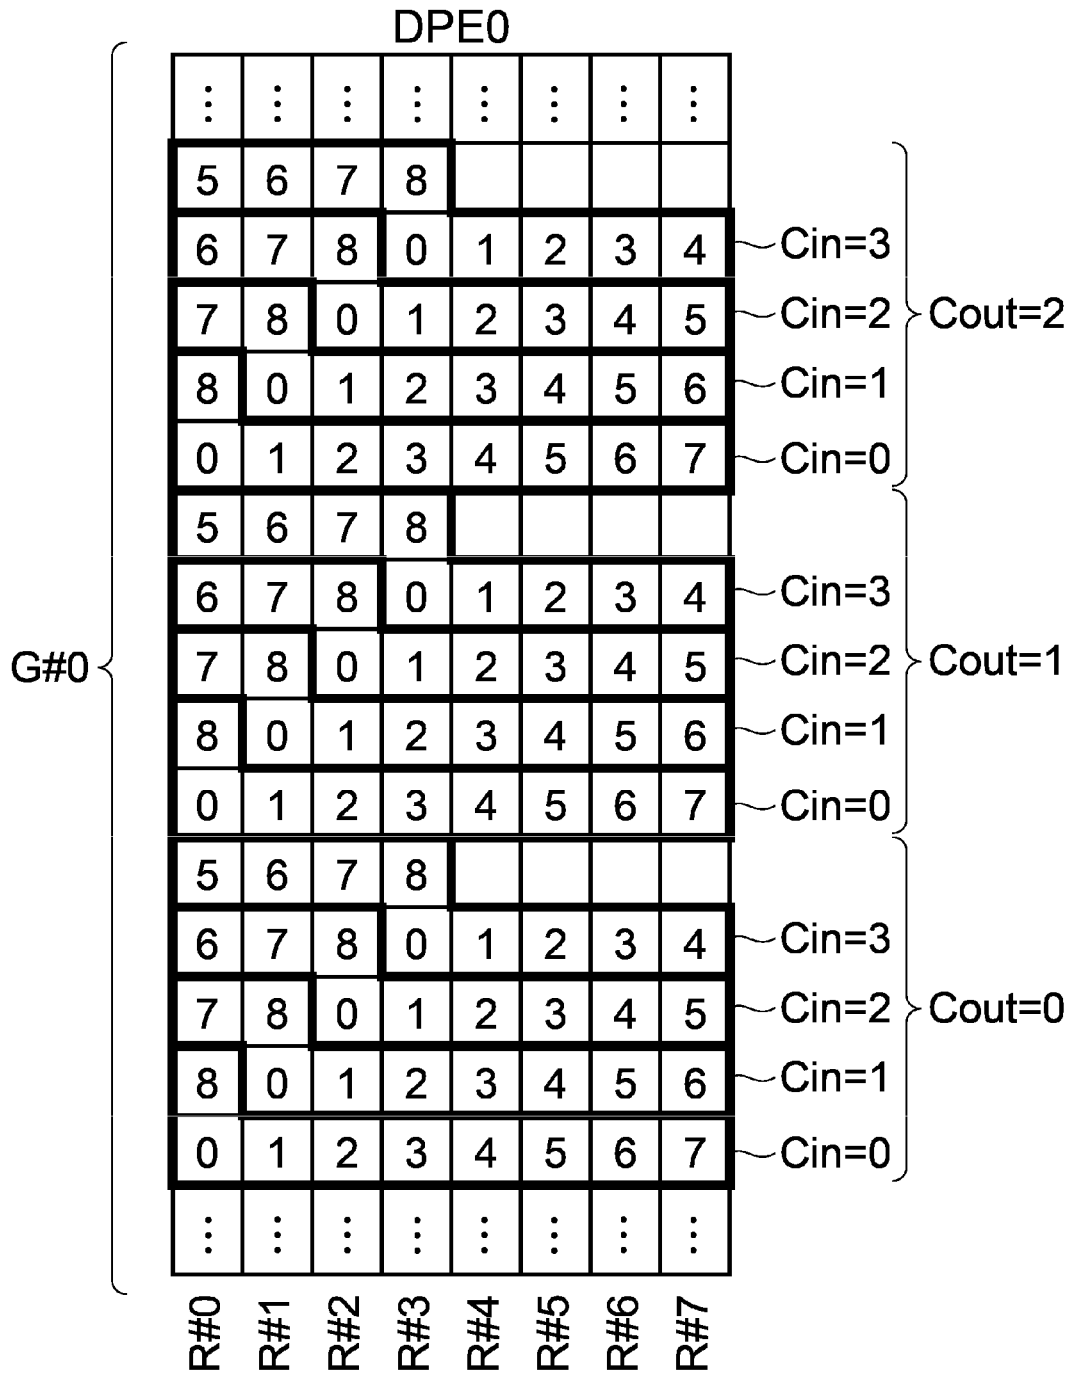 DPE0
⋮ ⋮ ⋮ ⋮ ⋮ ⋮ ⋮ ⋮
5 6 7 8
6 7 8 0 1 2 3 4 Cin=3
7 8 0 1 2 3 4 5 Cin=2 Cout=2
8 0 1 2 3 4 5 6 Cin=1
0 1 2 3 4 5 6 7 Cin=0
5 6 7 8
6 7 8 0 1 2 3 4 Cin=3
G#0 7 8 0 1 2 3 4 5 Cin=2 Cout=1
8 0 1 2 3 4 5 6 Cin=1
0 1 2 3 4 5 6 7 Cin=0
5 6 7 8
6 7 8 0 1 2 3 4 Cin=3
7 8 0 1 2 3 4 5 Cin=2 Cout=0
8 0 1 2 3 4 5 6 Cin=1
0 1 2 3 4 5 6 7 Cin=0
⋮ ⋮ ⋮ ⋮ ⋮ ⋮ ⋮ ⋮
R#0 R#1 R#2 R#3 R#4 R#5 R#6 R#7